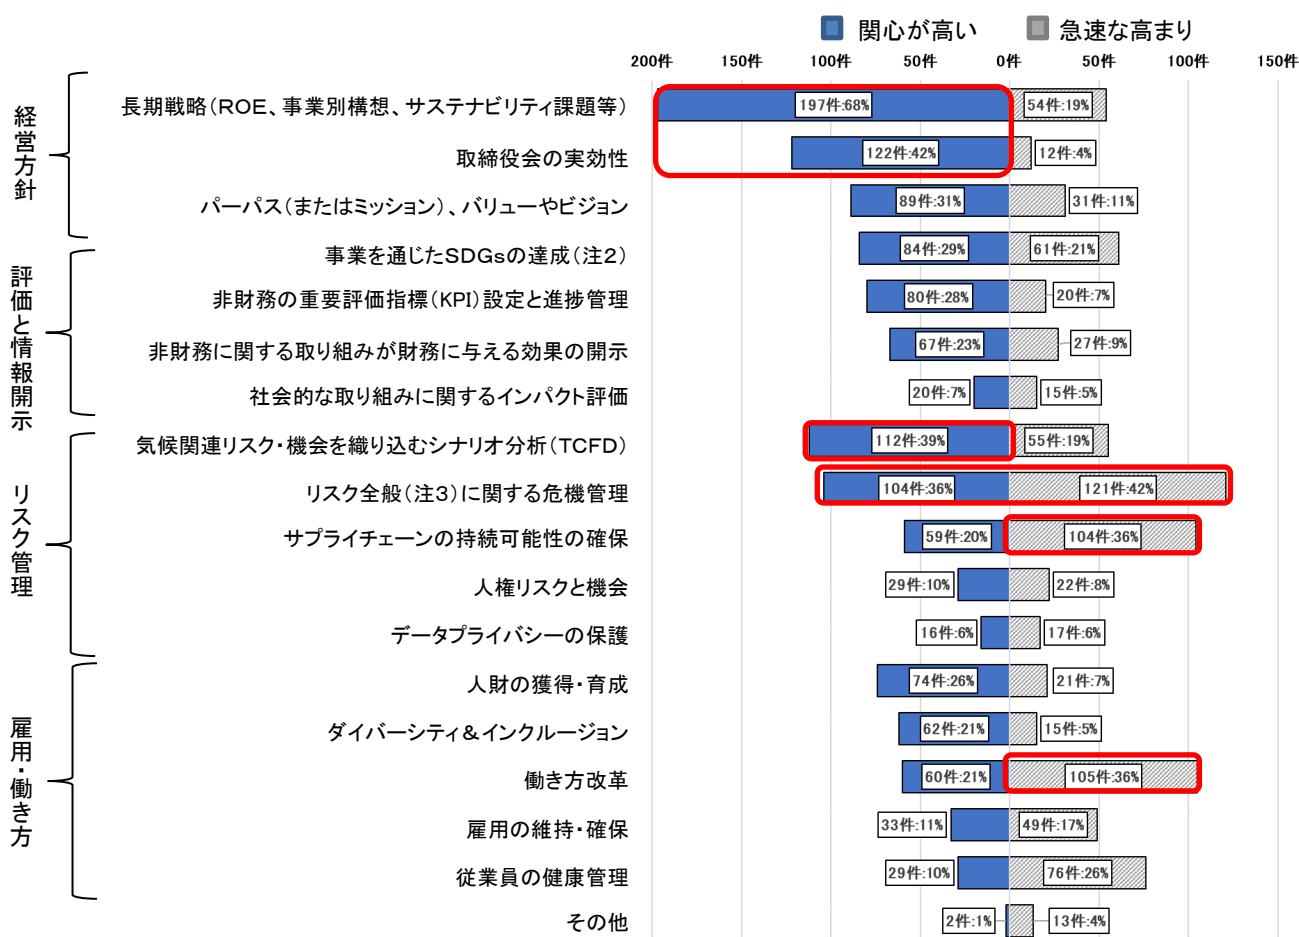 関心が高い 急速な高まり
200件 150件 100件 50件 0件 50件 100件 150件
経営方針
長期戦略(ROE、事業別構想、サステナビリティ課題等) 197件:68% 54件:19%
取締役会の実効性 122件:42% 12件:4%
パーパス(またはミッション)、バリューやビジョン 89件:31% 31件:11%
評価と情報開示
事業を通じたSDGsの達成(注2) 84件:29% 61件:21%
非財務の重要評価指標(KPI)設定と進捗管理 80件:28% 20件:7%
非財務に関する取り組みが財務に与える効果の開示 67件:23% 27件:9%
社会的な取り組みに関するインパクト評価 20件:7% 15件:5%
リスク管理
気候関連リスク・機会を織り込むシナリオ分析(TCFD) 112件:39% 55件:19%
リスク全般(注3)に関する危機管理 104件:36% 121件:42%
サプライチェーンの持続可能性の確保 59件:20% 104件:36%
人権リスクと機会 29件:10% 22件:8%
データプライバシーの保護 16件:6% 17件:6%
雇用・働き方
人財の獲得・育成 74件:26% 21件:7%
ダイバーシティ&インクルージョン 62件:21% 15件:5%
働き方改革 60件:21% 105件:36%
雇用の維持・確保 33件:11% 49件:17%
従業員の健康管理 29件:10% 76件:26%
その他 2件:1% 13件:4%